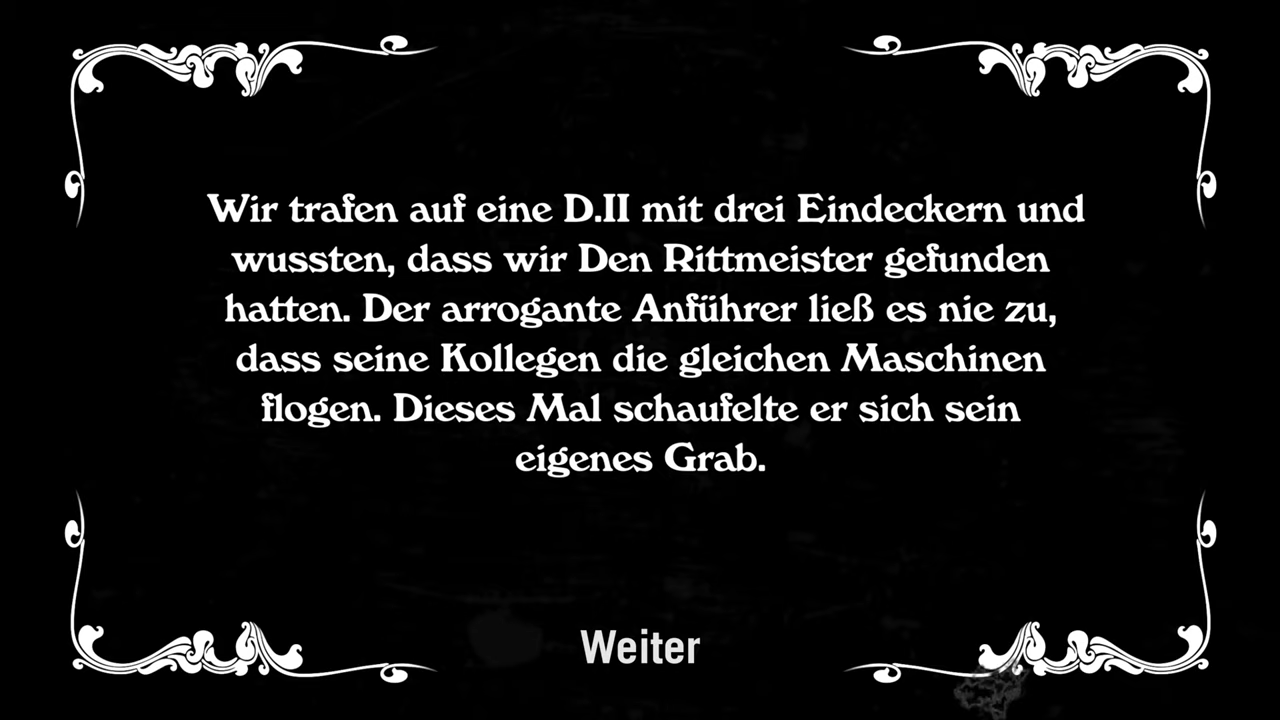 Wir trafen auf eine D.II mit drei Eindeckern und
wussten, dass wir Den Rittmeister gefunden
hatten. Der arrogante Anführer ließ es nie zu,
dass seine Kollegen die gleichen Maschinen
flogen. Dieses Mal schaufelte er sich sein
eigenes Grab.
Weiter